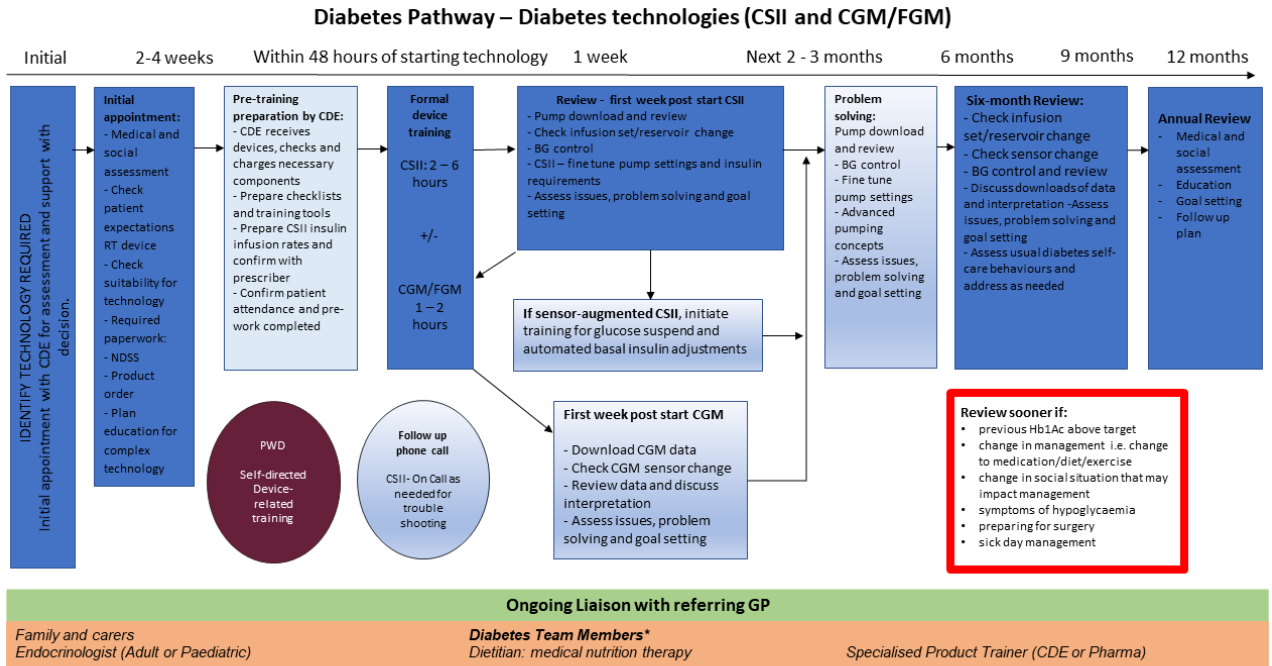 Diabetes Pathway – Diabetes technologies (CSII and CGM/FGM)
Initial
2-4 weeks
Within 48 hours of starting technology
1 week
Next 2 - 3 months
6 months
9 months
12 months
IDENTIFY TECHNOLOGY REQUIRED
Initial appointment with CDE for assessment and support with
decision.
Initial
appointment:
- Medical and
social
assessment
- Check
patient
expectations
RT device
- Check
suitability for
technology
- Required
paperwork:
- NDSS
- Product
order
- Plan
education for
complex
technology
Pre-training
preparation by CDE:
- CDE receives
devices, checks and
charges necessary
components
- Prepare checklists
and training tools
- Prepare CSII insulin
infusion rates and
confirm with
prescriber
- Confirm patient
attendance and pre-
work completed
PWD
Self-directed
Device-
related
training
Formal
device
training
CSII: 2 – 6
hours
+/-
CGM/FGM
1 – 2
hours
Follow up
phone call
CSII- On Call as
needed for
trouble
shooting
Review - first week post start CSII
- Pump download and review
- Check infusion set/reservoir change
- BG control
- CSII – fine tune pump settings and insulin
requirements
- Assess issues, problem solving and goal
setting
If sensor-augmented CSII, initiate
training for glucose suspend and
automated basal insulin adjustments
First week post start CGM
- Download CGM data
- Check CGM sensor change
- Review data and discuss
interpretation
- Assess issues, problem
solving and goal setting
Problem
solving:
Pump download
and review
- BG control
- Fine tune
pump settings
- Advanced
pumping
concepts
- Assess issues,
problem solving
and goal setting
Six-month Review:
- Check infusion
set/reservoir change
- Check sensor change
- BG control and review
- Discuss downloads of data
and interpretation -Assess
issues, problem solving and
goal setting
- Assess usual diabetes self-
care behaviours and
address as needed
Annual Review
- Medical and
social
assessment
- Education
- Goal setting
- Follow up
plan
Review sooner if:
• previous Hb1Ac above target
• change in management i.e. change
to medication/diet/exercise
• change in social situation that may
impact management
• symptoms of hypoglycaemia
• preparing for surgery
• sick day management
Ongoing Liaison with referring GP
Diabetes Team Members*
Family and carers
Endocrinologist (Adult or Paediatric)
Dietitian: medical nutrition therapy
Specialised Product Trainer (CDE or Pharma)